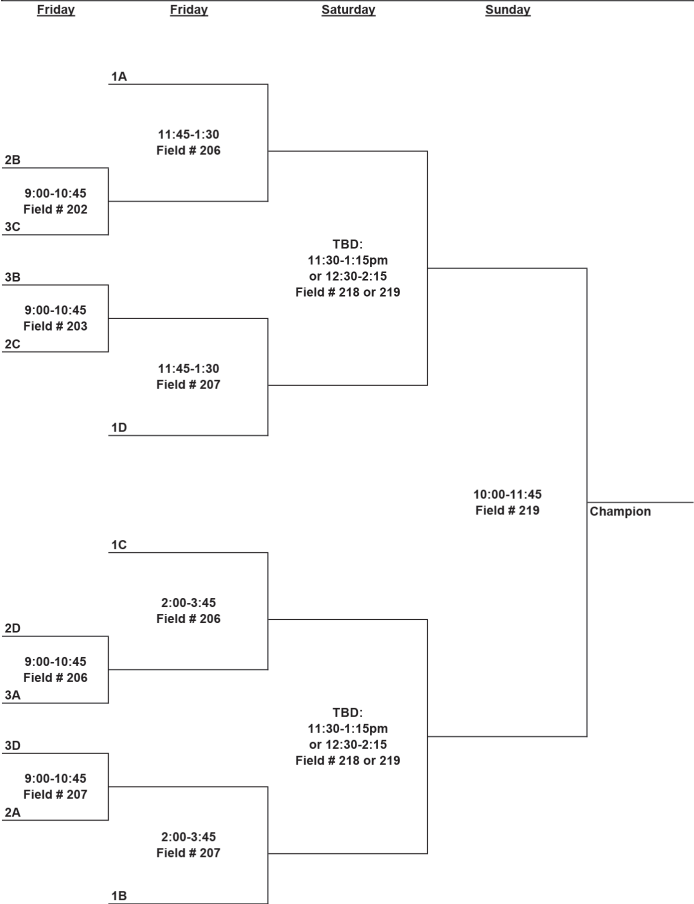 Friday Friday Saturday Sunday
1A
11:45-1:30
Field # 206
2B
9:00-10:45
Field # 202
3C
TBD:
11:30-1:15pm
or 12:30-2:15
Field # 218 or 219
3B
9:00-10:45
Field # 203
2C
11:45-1:30
Field # 207
1D
10:00-11:45
Field # 219
Champion
1C
2:00-3:45
Field # 206
2D
9:00-10:45
Field # 206
3A
TBD:
11:30-1:15pm
or 12:30-2:15
Field # 218 or 219
3D
9:00-10:45
Field # 207
2A
2:00-3:45
Field # 207
1B